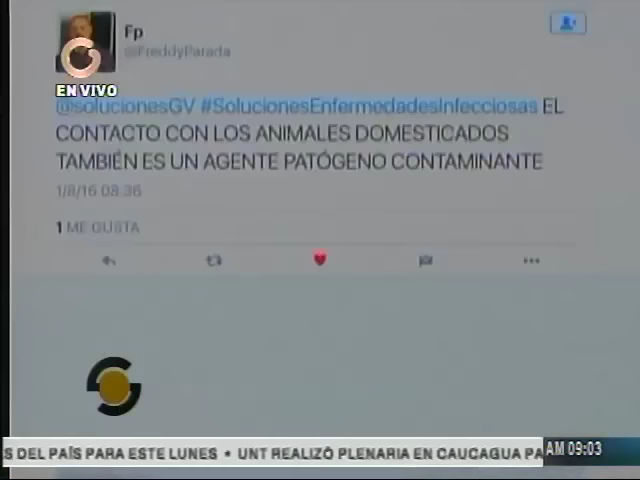 Fp
@FreddyParada
EN VIVO
@solucionesGV #SolucionesEnfermedadesInfecciosas EL
CONTACTO CON LOS ANIMALES DOMESTICADOS
TAMBIÉN ES UN AGENTE PATÓGENO CONTAMINANTE
1/8/16 08:36
1 ME GUSTA
S DEL PAÍS PARA ESTE LUNES • UNT REALIZÓ PLENARIA EN CAUCAGUA PA
AM 09:03